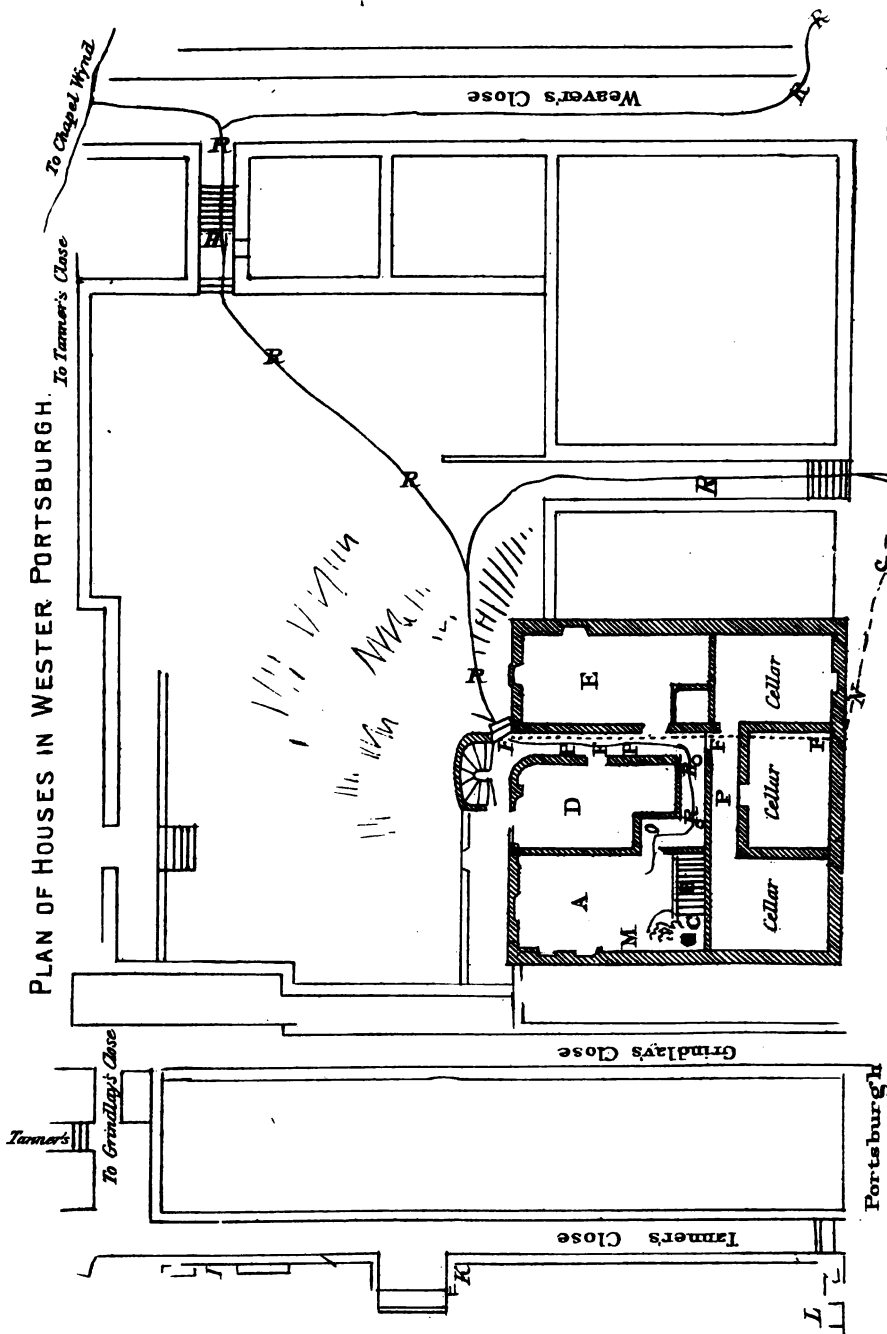 PLAN OF HOUSES IN WESTER PORTSBURGH.
To Chapel Wynd
To Tanner's Close
Weaver's Close
R
R
R
H
R
R
R
R
E
D
A
M
C
B
O
R
R
F
F
F
F
F
F
P
Cellar
Cellar
Cellar
N
G
Grindlay's Close
Tanner's
To Grindlay's Close
Portsburgh
Tanner's Close
I
K
L